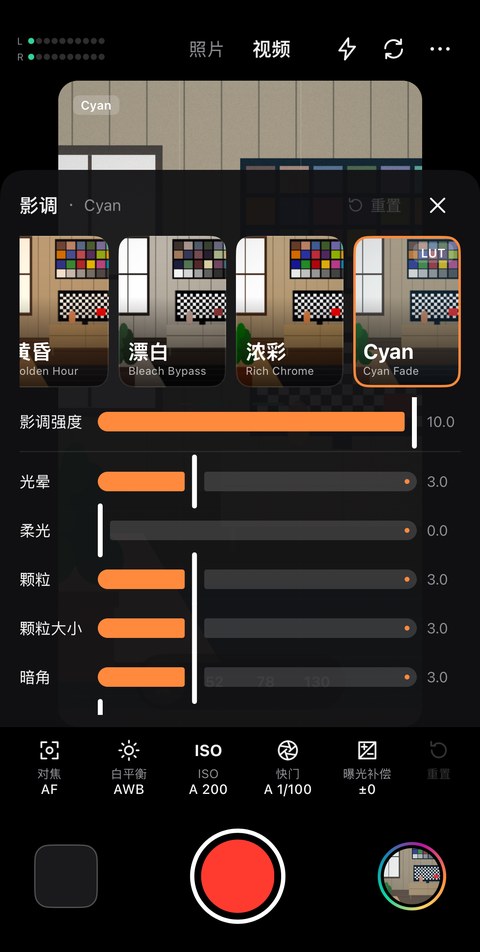 L
R
照片
视频
Cyan
影调 · Cyan
重置
黄昏
olden Hour
漂白
Bleach Bypass
浓彩
Rich Chrome
LUT
Cyan
Cyan Fade
影调强度
10.0
光晕
3.0
柔光
0.0
颗粒
3.0
颗粒大小
3.0
暗角
52
78
130
3.0
ISO
对焦
白平衡
ISO
快门
曝光补偿
重置
AF
AWB
A 200
A 1/100
±0